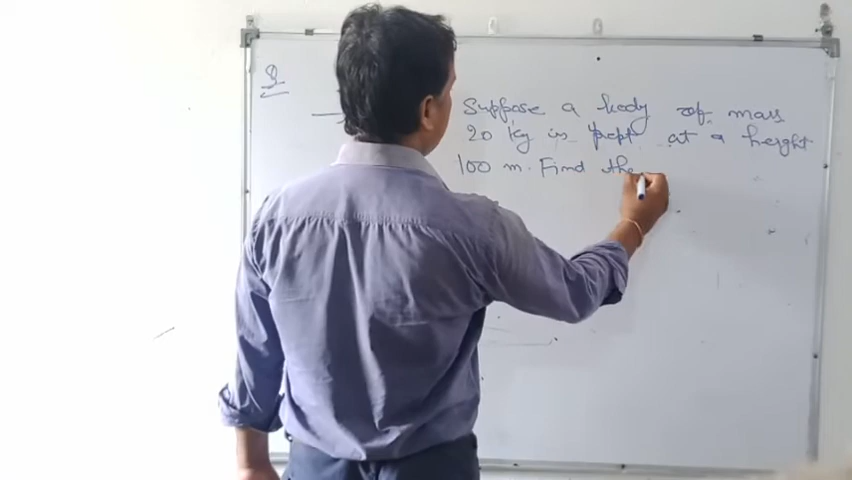 Q
Suppose a body of mass
20 Kg is kept at a height
100 m. Find the